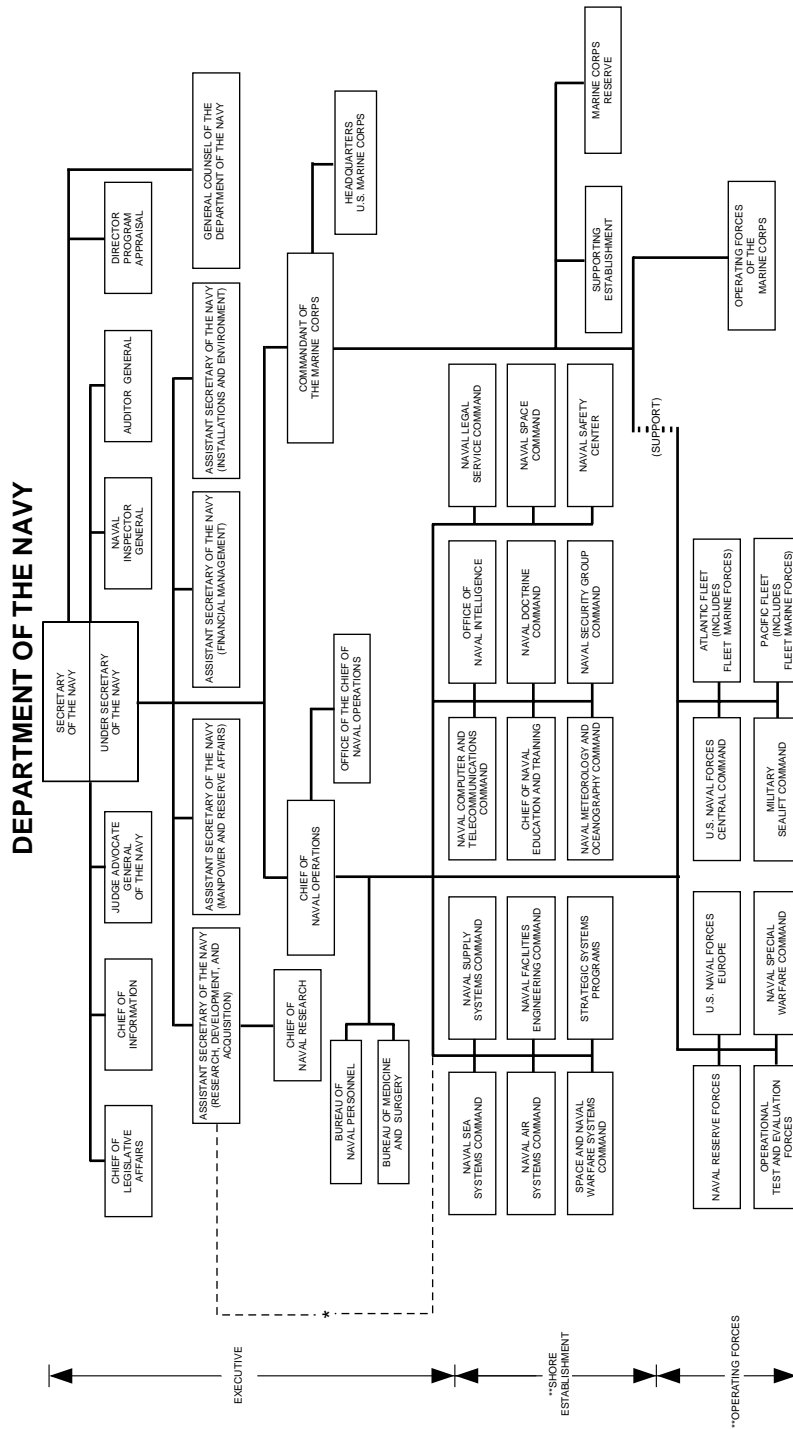 DEPARTMENT OF THE NAVY
SECRETARY
OF THE NAVY
UNDER SECRETARY
OF THE NAVY
CHIEF OF
LEGISLATIVE
AFFAIRS
CHIEF OF
INFORMATION
JUDGE ADVOCATE
GENERAL
OF THE NAVY
NAVAL
INSPECTOR
GENERAL
AUDITOR GENERAL
DIRECTOR
PROGRAM
APPRAISAL
ASSISTANT SECRETARY OF THE NAVY
(RESEARCH, DEVELOPMENT, AND
ACQUISITION)
ASSISTANT SECRETARY OF THE NAVY
(MANPOWER AND RESERVE AFFAIRS)
ASSISTANT SECRETARY OF THE NAVY
(FINANCIAL MANAGEMENT)
ASSISTANT SECRETARY OF THE NAVY
(INSTALLATIONS AND ENVIRONMENT)
GENERAL COUNSEL OF THE
DEPARTMENT OF THE NAVY
CHIEF OF
NAVAL RESEARCH
CHIEF OF
NAVAL OPERATIONS
OFFICE OF THE CHIEF OF
NAVAL OPERATIONS
COMMANDANT OF
THE MARINE CORPS
HEADQUARTERS
U.S. MARINE CORPS
BUREAU OF
NAVAL PERSONNEL
BUREAU OF MEDICINE
AND SURGERY
*
EXECUTIVE
NAVAL SEA
SYSTEMS COMMAND
NAVAL SUPPLY
SYSTEMS COMMAND
NAVAL COMPUTER AND
TELECOMMUNICATIONS
COMMAND
OFFICE OF
NAVAL INTELLIGENCE
NAVAL LEGAL
SERVICE COMMAND
NAVAL AIR
SYSTEMS COMMAND
NAVAL FACILITIES
ENGINEERING COMMAND
CHIEF OF NAVAL
EDUCATION AND TRAINING
NAVAL DOCTRINE
COMMAND
NAVAL SPACE
COMMAND
SPACE AND NAVAL
WARFARE SYSTEMS
COMMAND
STRATEGIC SYSTEMS
PROGRAMS
NAVAL METEOROLOGY AND
OCEANOGRAPHY COMMAND
NAVAL SECURITY GROUP
COMMAND
NAVAL SAFETY
CENTER
SUPPORTING
ESTABLISHMENT
MARINE CORPS
RESERVE
**SHORE
ESTABLISHMENT
(SUPPORT)
NAVAL RESERVE FORCES
U.S. NAVAL FORCES
EUROPE
U.S. NAVAL FORCES
CENTRAL COMMAND
ATLANTIC FLEET
(INCLUDES
FLEET MARINE FORCES)
OPERATING FORCES
OF THE
MARINE CORPS
OPERATIONAL
TEST AND EVALUATION
FORCES
NAVAL SPECIAL
WARFARE COMMAND
MILITARY
SEALIFT COMMAND
PACIFIC FLEET
(INCLUDES
FLEET MARINE FORCES)
**OPERATING FORCES